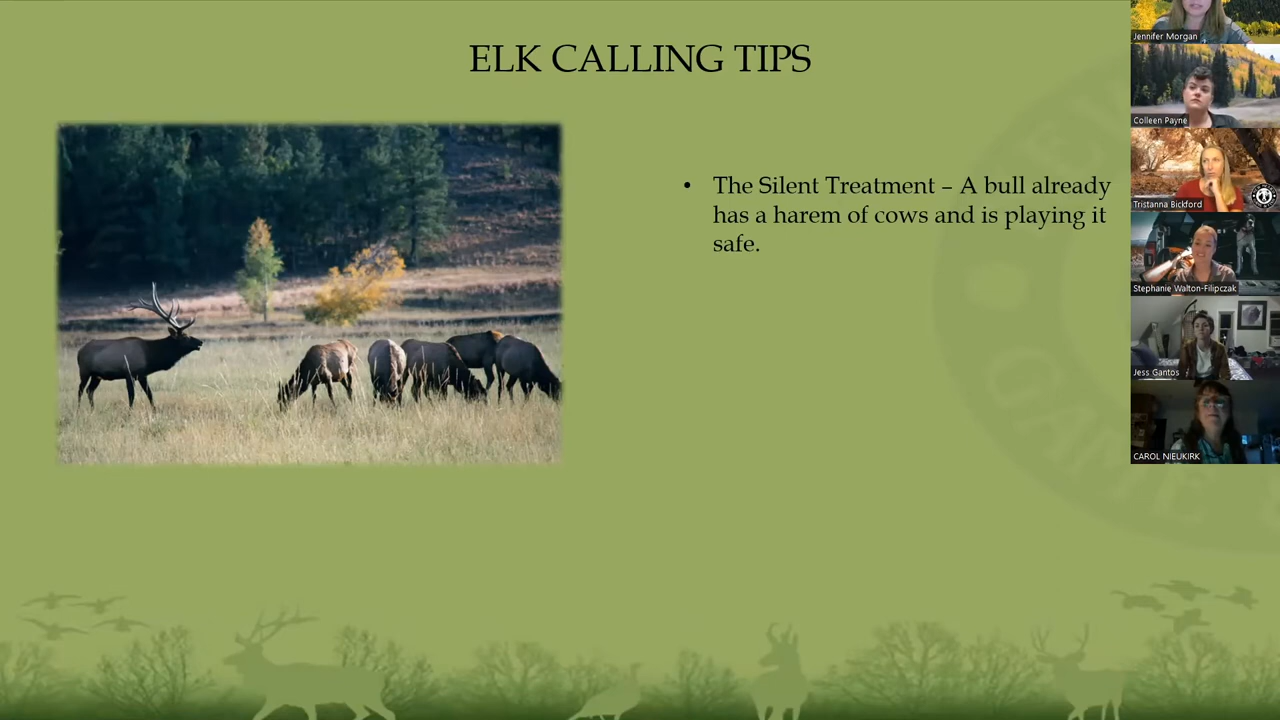 ELK CALLING TIPS
• The Silent Treatment – A bull already
has a harem of cows and is playing it
safe.
Jennifer Morgan
Colleen Payne
Tristanna Bickford
Stephanie Walton-Filipczak
Jess Gantos
CAROL NIEUKIRK
GAME